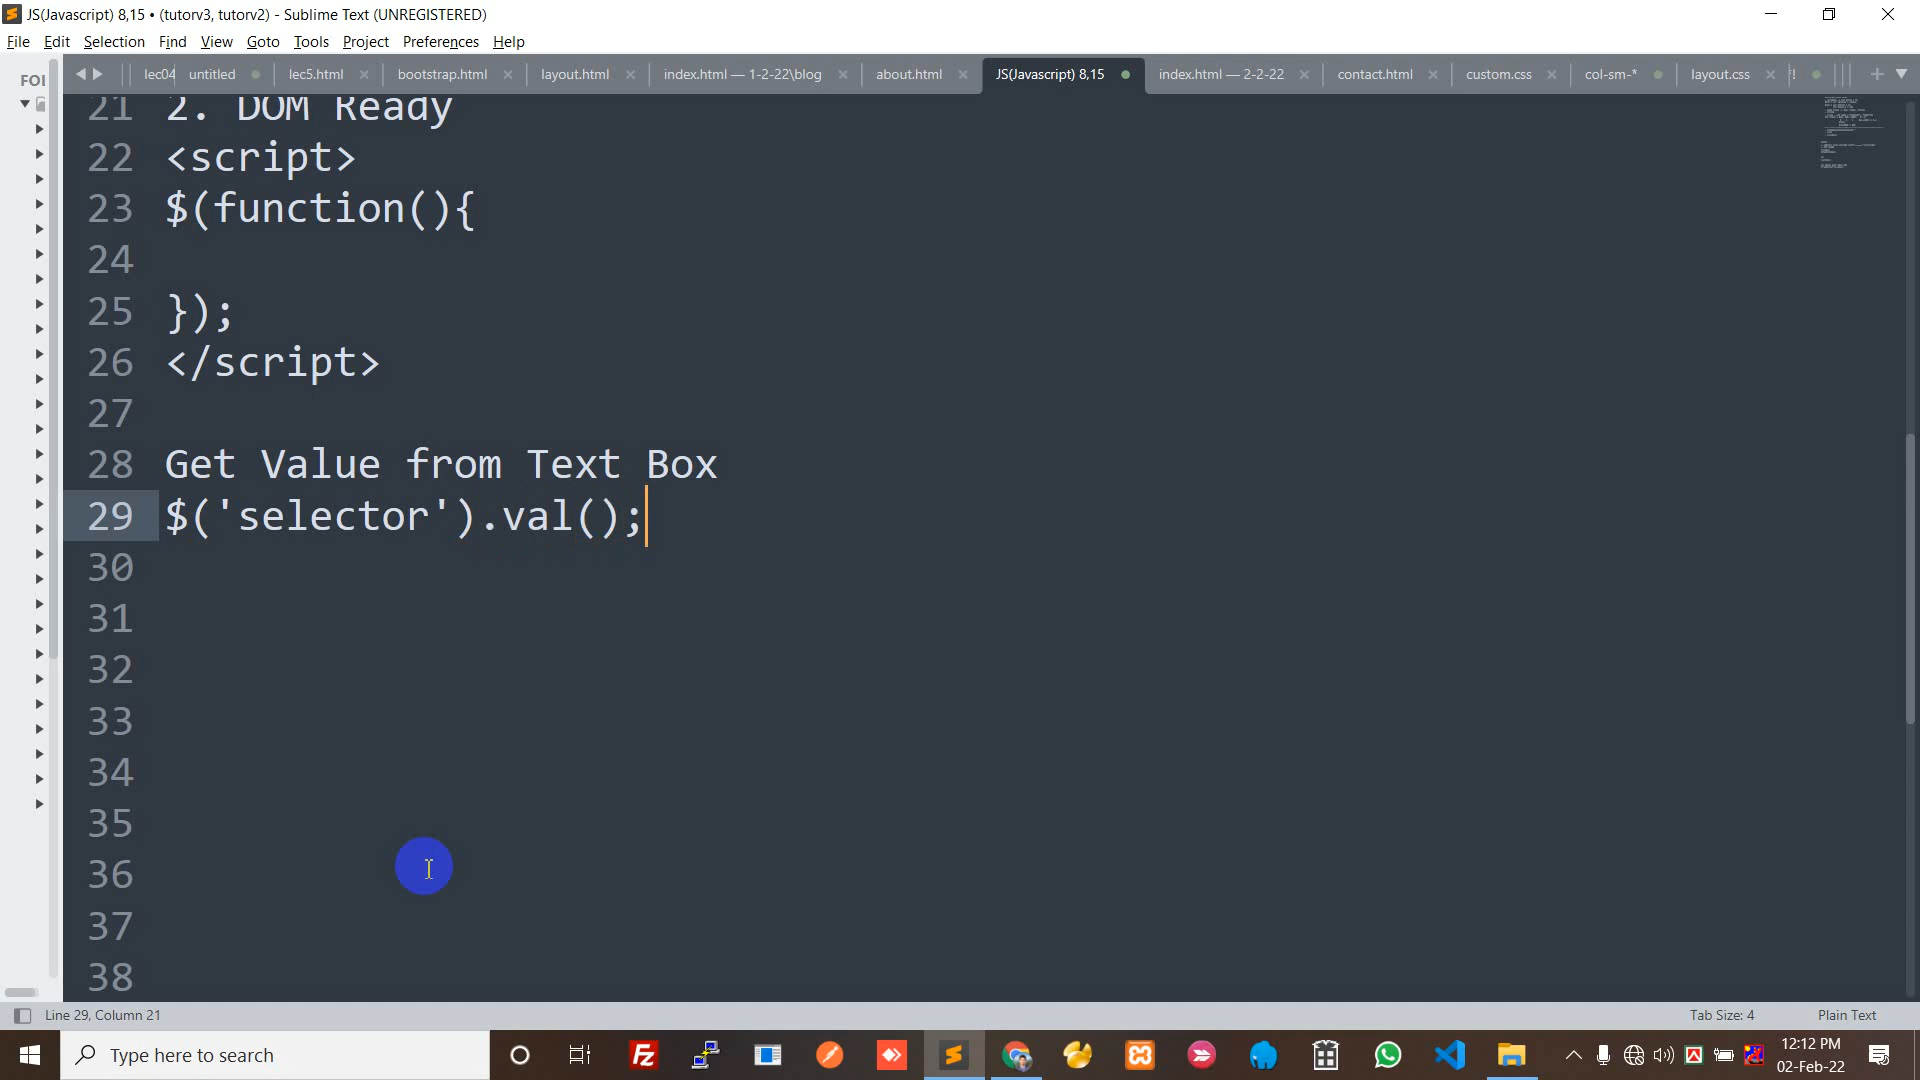 JS(Javascript) 8,15 • (tutorv3, tutorv2) - Sublime Text (UNREGISTERED)
File Edit Selection Find View Goto Tools Project Preferences Help
FOI
lec04 untitled lec5.html bootstrap.html layout.html index.html — 1-2-22\blog about.html JS(Javascript) 8,15 index.html — 2-2-22 contact.html custom.css col-sm-* layout.css
21 2. DOM Ready
22 <script>
23 $(function(){
24
25 });
26 </script>
27
28 Get Value from Text Box
29 $('selector').val();
30
31
32
33
34
35
36
37
38
Line 29, Column 21 Tab Size: 4 Plain Text
Type here to search
12:12 PM
02-Feb-22